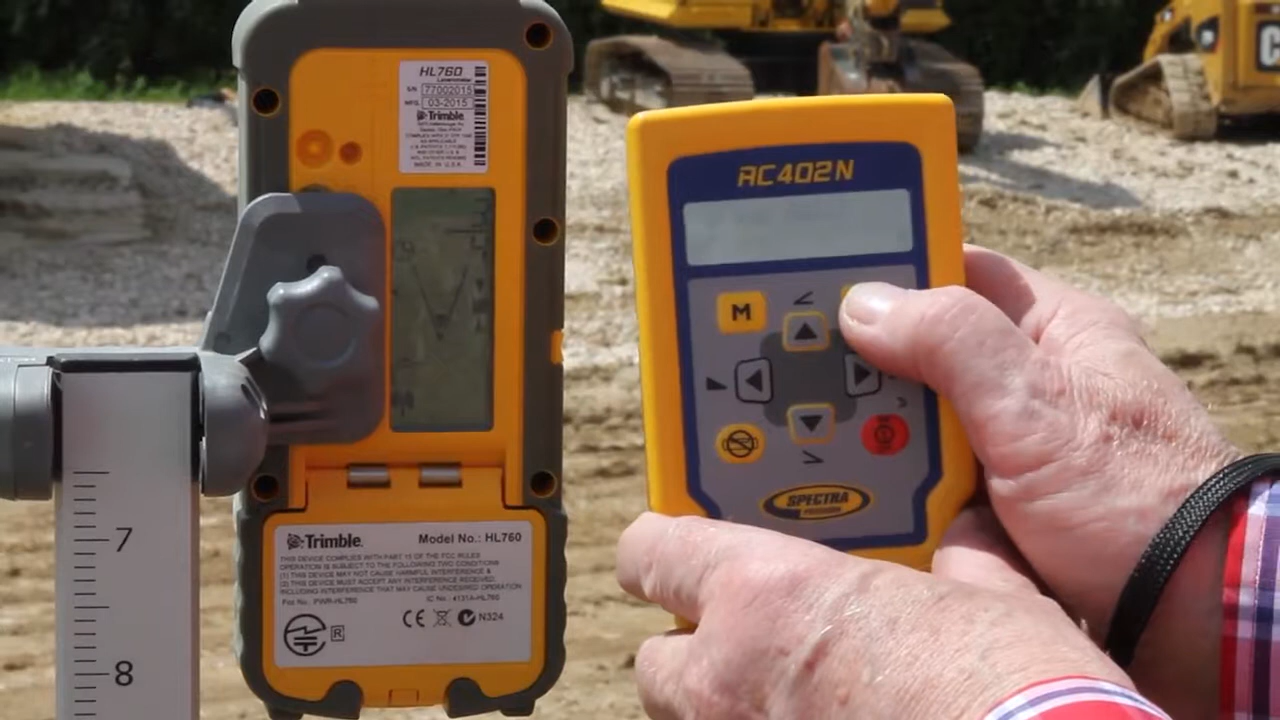 HL760
Laserometer
S/N 77002015
MFG. 03-2015
Trimble
MADE IN U.S.A.
Trimble. Model No.: HL760
THIS DEVICE COMPLIES WITH PART 15 OF THE FCC RULES
OPERATION IS SUBJECT TO THE FOLLOWING TWO CONDITIONS
(1) THIS DEVICE MAY NOT CAUSE HARMFUL INTERFERENCE &
(2) THIS DEVICE MUST ACCEPT ANY INTERFERENCE RECEIVED,
INCLUDING INTERFERENCE THAT MAY CAUSE UNDESIRED OPERATION
IC No.: 4131A-HL760
CE N324
R
7
8
RC402N
M
SPECTRA
PRECISION
C